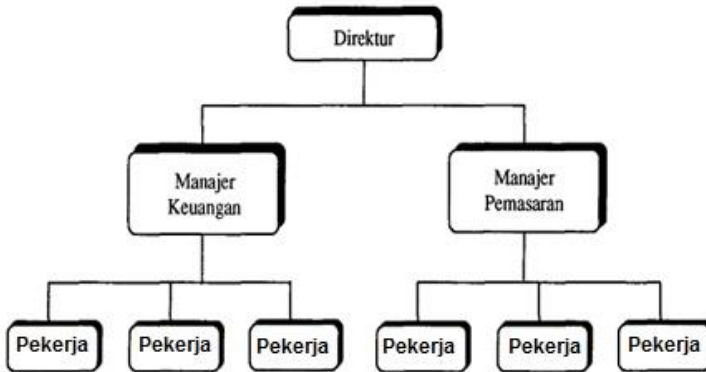 Direktur
Manajer
Keuangan
Manajer
Pemasaran
Pekerja
Pekerja
Pekerja
Pekerja
Pekerja
Pekerja